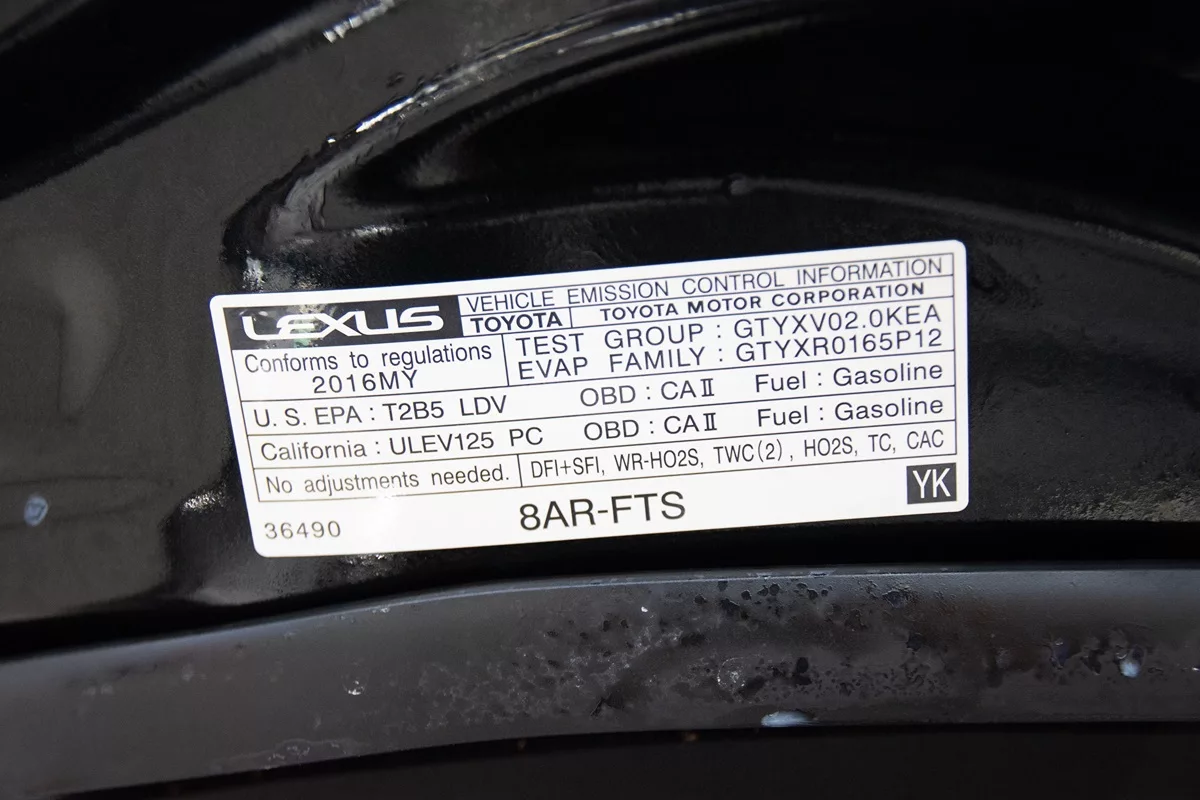 LEXUS
VEHICLE EMISSION CONTROL INFORMATION
TOYOTA TOYOTA MOTOR CORPORATION
Conforms to regulations
2016MY
TEST GROUP : GTYXV02.0KEA
EVAP FAMILY : GTYXR0165P12
U.S. EPA : T2B5 LDV OBD : CAⅡ Fuel : Gasoline
California : ULEV125 PC OBD : CAⅡ Fuel : Gasoline
No adjustments needed. DFI+SFI, WR-HO2S, TWC(2), HO2S, TC, CAC
36490 8AR-FTS YK